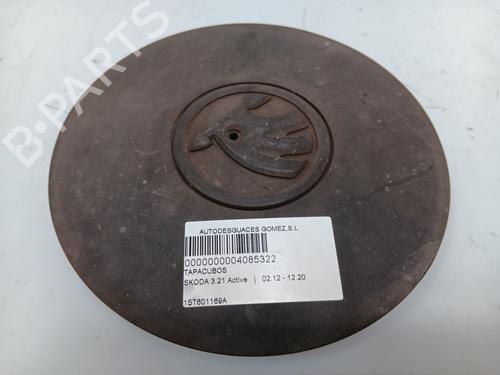 AUTODESGUACES GOMEZ,S.L
0000000004085322
TAPACUBOS
SKODA 3.21 Active | 02.12 - 12.20
1ST601169A
B-PARTS